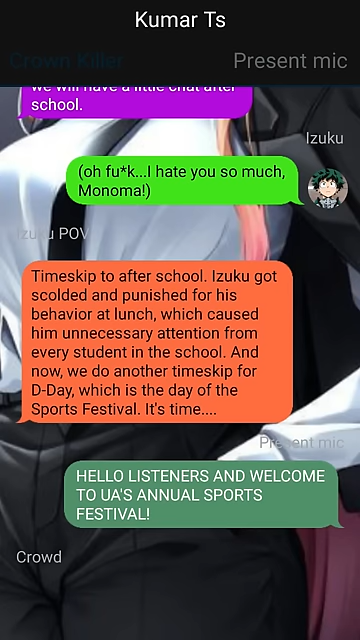 Kumar Ts
Crown Killer
Present mic
we will have a little chat after
school.
Izuku
(oh fu*k...I hate you so much,
Monoma!)
Izuku POV
Timeskip to after school. Izuku got
scolded and punished for his
behavior at lunch, which caused
him unnecessary attention from
every student in the school. And
now, we do another timeskip for
D-Day, which is the day of the
Sports Festival. It's time....
Present mic
HELLO LISTENERS AND WELCOME
TO UA'S ANNUAL SPORTS
FESTIVAL!
Crowd